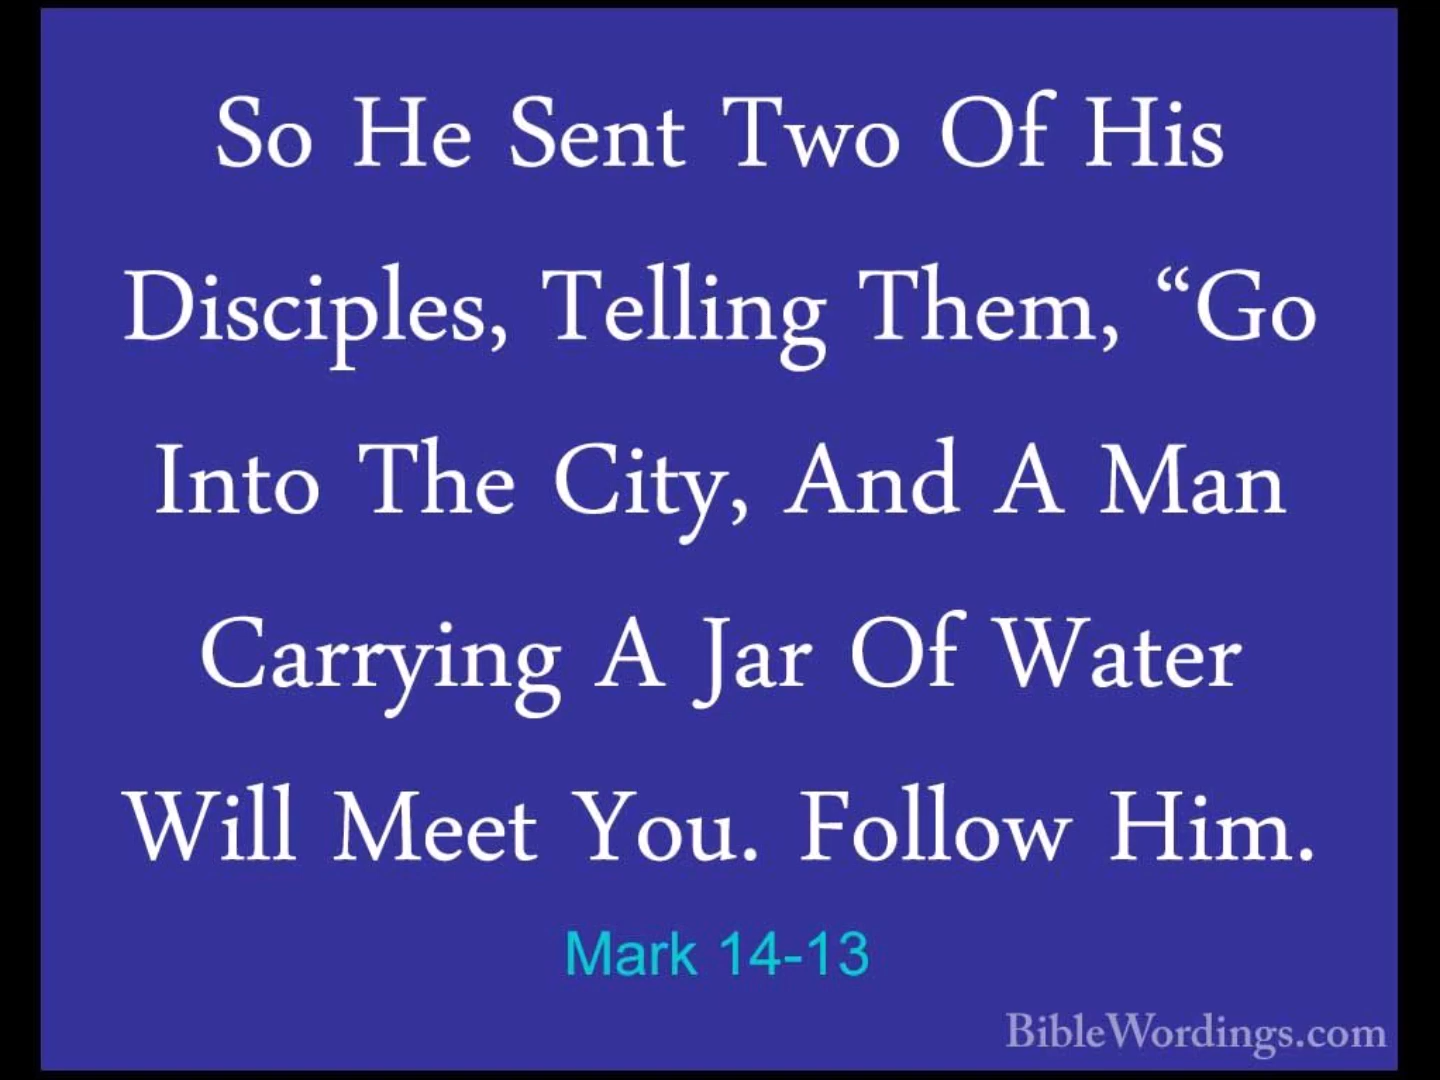 So He Sent Two Of His
Disciples, Telling Them, “Go
Into The City, And A Man
Carrying A Jar Of Water
Will Meet You. Follow Him.
Mark 14-13
BibleWordings.com